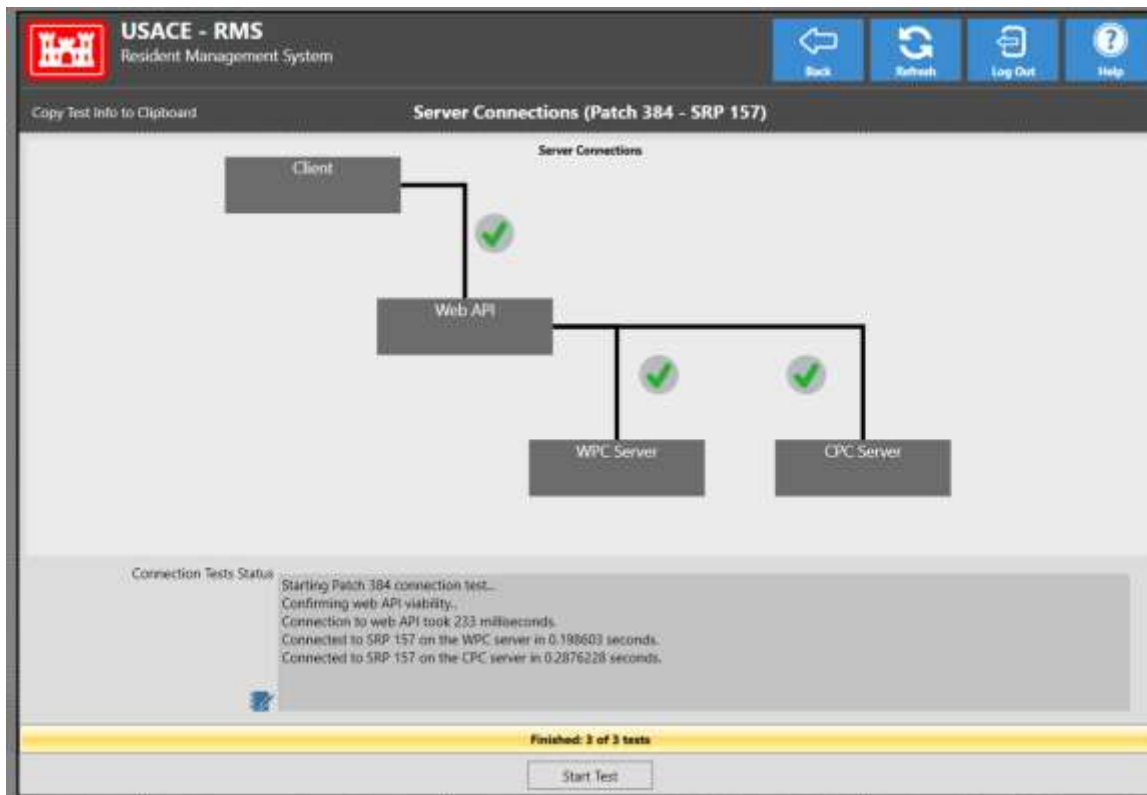 USACE - RMS
Resident Management System
Back
Refresh
Log Out
Help
Copy Test Info to Clipboard
Server Connections (Patch 384 - SRP 157)
Server Connections
Client
Web API
WPC Server
CPC Server
Connection Tests Status
Starting Patch 384 connection test...
Confirming web API viability..
Connection to web API took 233 milliseconds.
Connected to SRP 157 on the WPC server in 0.198603 seconds.
Connected to SRP 157 on the CPC server in 0.2876228 seconds.
Finished: 3 of 3 tests
Start Test